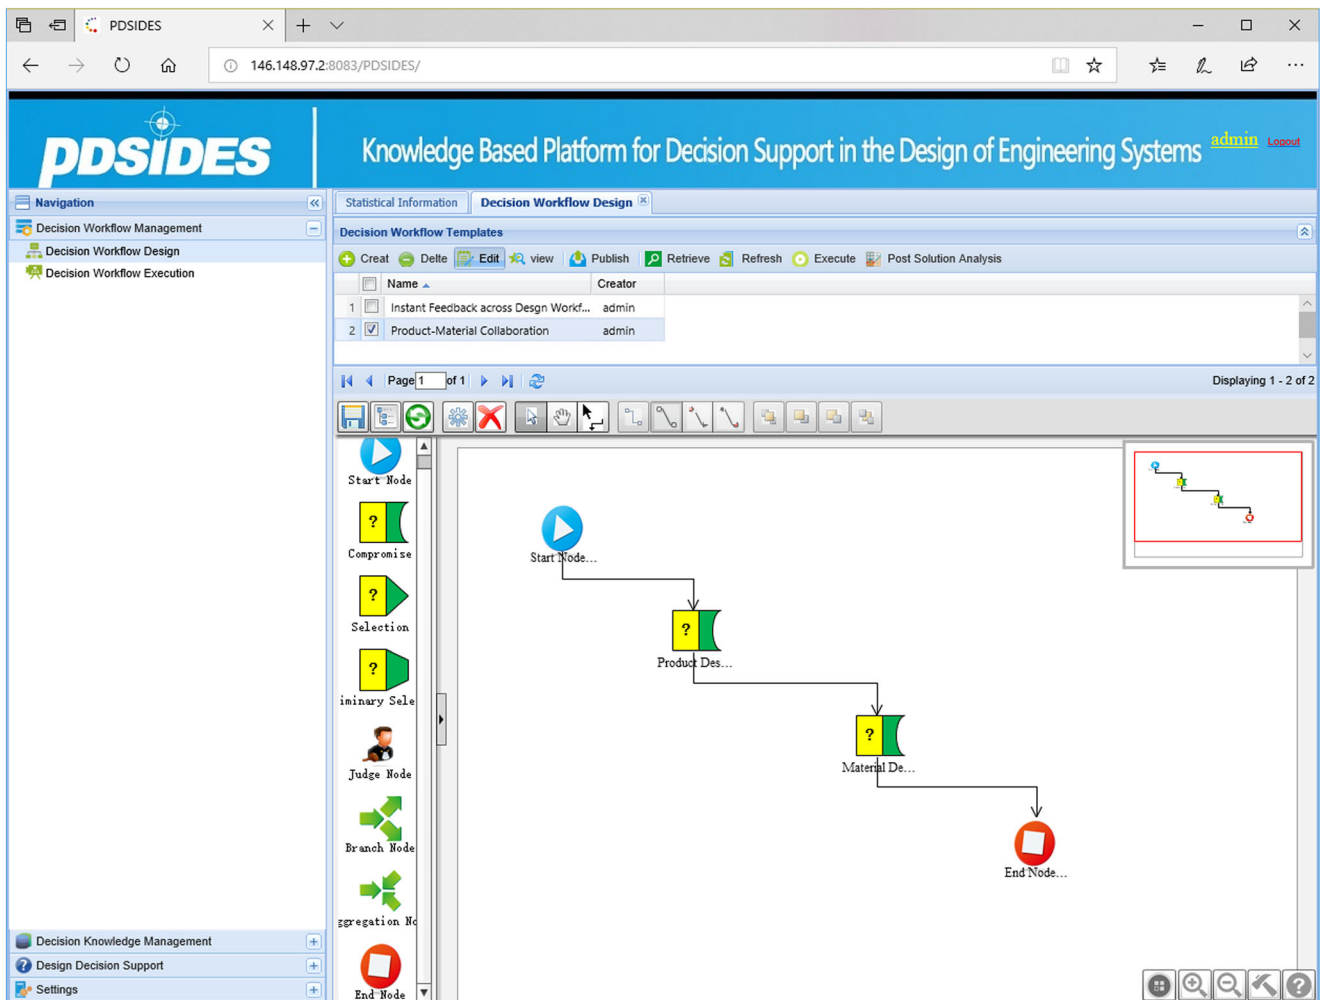 PDSIDES
146.148.97.2:8083/PDSIDES/
PDSIDES
Knowledge Based Platform for Decision Support in the Design of Engineering Systems
admin Logout
Navigation
Decision Workflow Management
Decision Workflow Design
Decision Workflow Execution
Decision Knowledge Management
Design Decision Support
Settings
Statistical Information Decision Workflow Design
Decision Workflow Templates
Creat Delte Edit view Publish Retrieve Refresh Execute Post Solution Analysis
Name Creator
1 Instant Feedback across Desgn Workf... admin
2 Product-Material Collaboration admin
Page 1 of 1 Displaying 1 - 2 of 2
Start Node
?
Compromise
?
Selection
?
iminary Sele
Judge Node
Branch Node
ggregation No
End Node
Start Node...
?
Product Des...
?
Material De...
End Node...